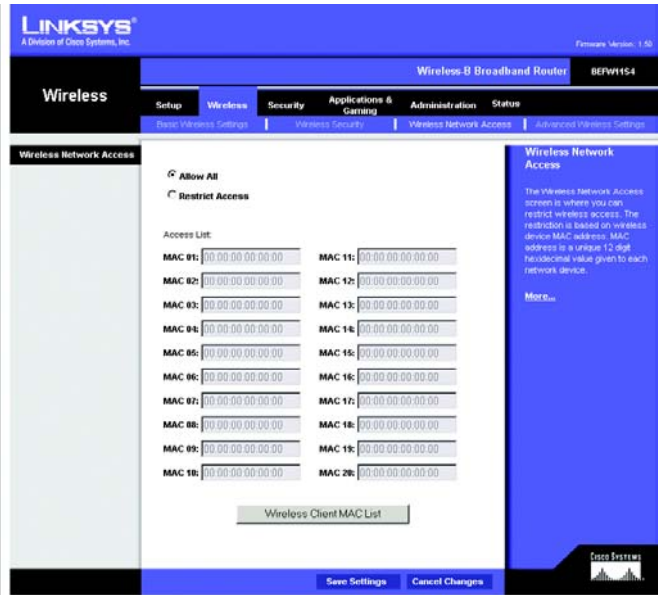 LINKSYS®
A Division of Cisco Systems, Inc.
Firmware Version: 1.50
Wireless-B Broadband Router BEFW11S4
Wireless
Setup Wireless Security Applications & Gaming Administration Status
Basic Wireless Settings Wireless Security Wireless Network Access Advanced Wireless Settings
Wireless Network Access
Allow All
Restrict Access
Access List:
MAC 01: 00:00:00:00:00:00 MAC 11: 00:00:00:00:00:00
MAC 02: 00:00:00:00:00:00 MAC 12: 00:00:00:00:00:00
MAC 03: 00:00:00:00:00:00 MAC 13: 00:00:00:00:00:00
MAC 04: 00:00:00:00:00:00 MAC 14: 00:00:00:00:00:00
MAC 05: 00:00:00:00:00:00 MAC 15: 00:00:00:00:00:00
MAC 06: 00:00:00:00:00:00 MAC 16: 00:00:00:00:00:00
MAC 07: 00:00:00:00:00:00 MAC 17: 00:00:00:00:00:00
MAC 08: 00:00:00:00:00:00 MAC 18: 00:00:00:00:00:00
MAC 09: 00:00:00:00:00:00 MAC 19: 00:00:00:00:00:00
MAC 10: 00:00:00:00:00:00 MAC 20: 00:00:00:00:00:00
Wireless Client MAC List
Wireless Network
Access
The Wireless Network Access
screen is where you can
restrict wireless access. The
restriction is based on wireless
device MAC address. MAC
address is a unique 12 digit
hexidecimal value given to each
network device.
More...
Save Settings Cancel Changes
CISCO SYSTEMS